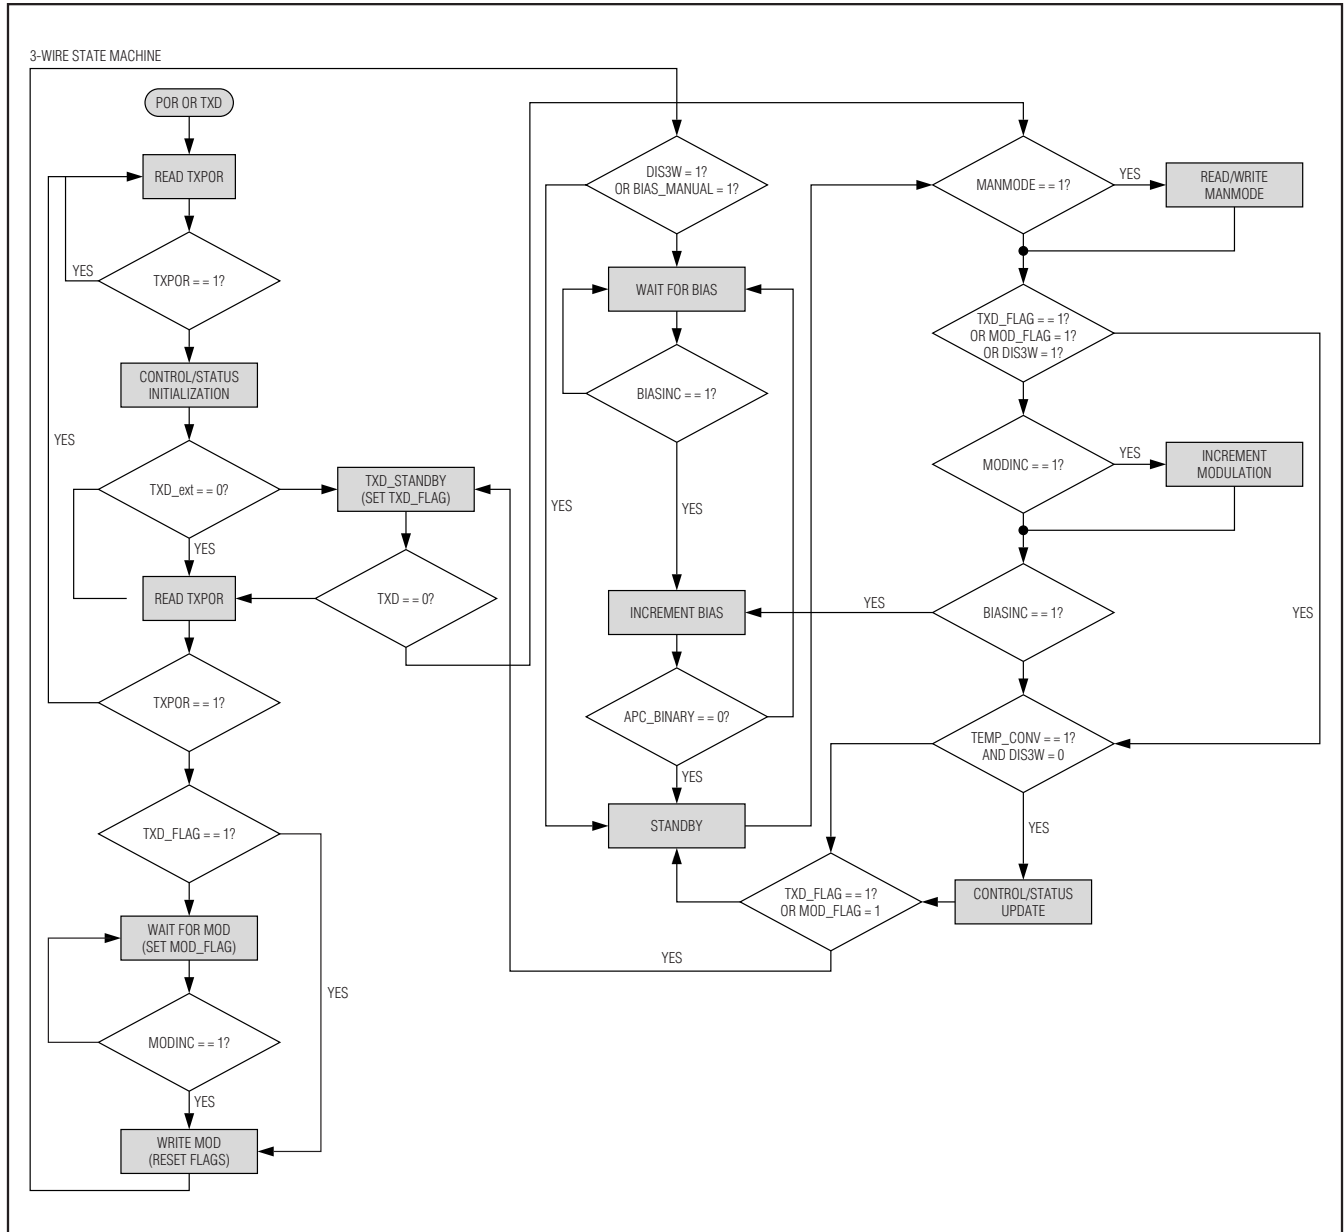 3-WIRE STATE MACHINE
POR OR TXD
READ TXPOR
TXPOR = = 1?
YES
CONTROL/STATUS
INITIALIZATION
YES
TXD_ext = = 0?
YES
TXD_STANDBY
(SET TXD_FLAG)
READ TXPOR
TXD = = 0?
TXPOR = = 1?
TXD_FLAG = = 1?
YES
WAIT FOR MOD
(SET MOD_FLAG)
MODINC = = 1?
YES
WRITE MOD
(RESET FLAGS)
DIS3W = 1?
OR BIAS_MANUAL = 1?
YES
WAIT FOR BIAS
BIASINC = = 1?
YES
INCREMENT BIAS
APC_BINARY = = 0?
YES
STANDBY
MANMODE = = 1?
YES
READ/WRITE
MANMODE
TXD_FLAG = = 1?
OR MOD_FLAG = 1?
OR DIS3W = 1?
YES
MODINC = = 1?
YES
INCREMENT
MODULATION
BIASINC = = 1?
YES
TEMP_CONV = = 1?
AND DIS3W = 0
YES
CONTROL/STATUS
UPDATE
TXD_FLAG = = 1?
OR MOD_FLAG = 1
YES